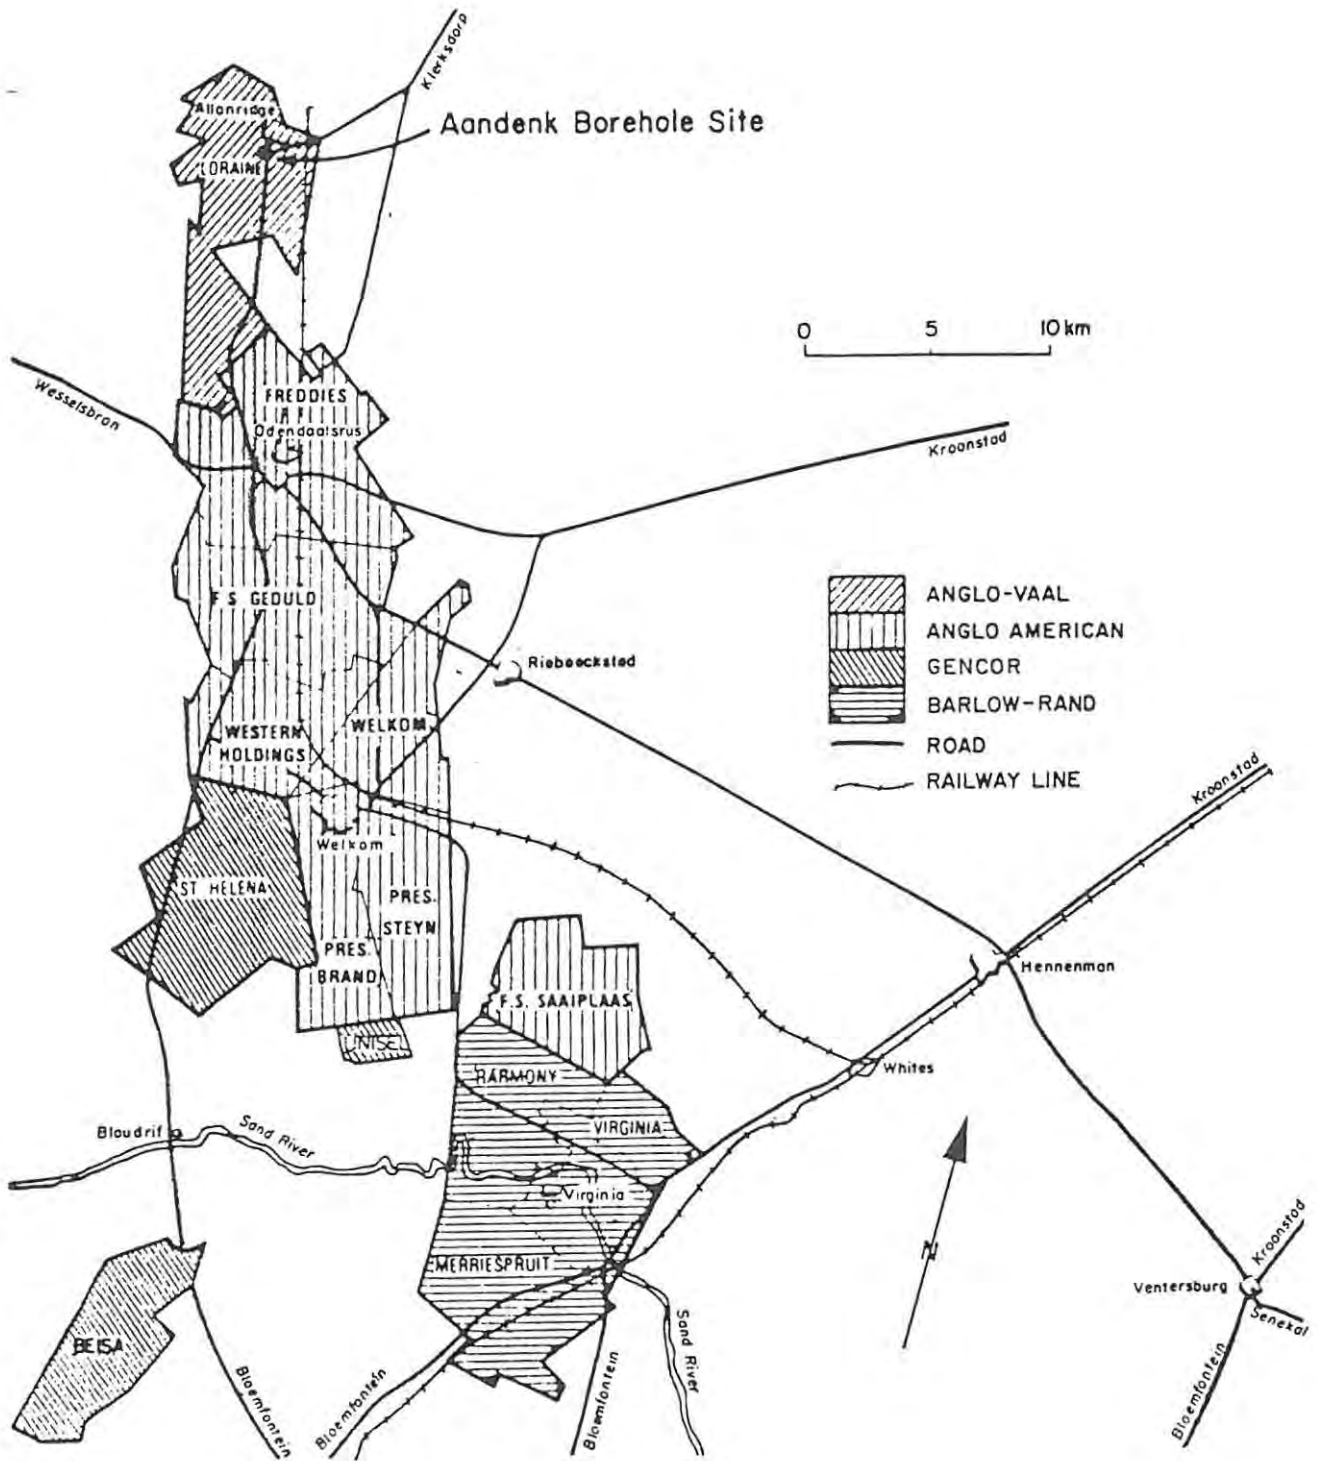 Klerksdorp
Allanridge
Aandenk Borehole Site
LORAINE
0 5 10 km
Wesselsbron
FREDDIES
Odendaalsrus
Kroonstad
F.S. GEDULD
ANGLO-VAAL
ANGLO AMERICAN
GENCOR
BARLOW-RAND
ROAD
RAILWAY LINE
Riebeeckstad
WESTERN
HOLDINGS
WELKOM
Kroonstad
Welkom
ST. HELENA
PRES.
STEYN
PRES.
BRAND
Hennenman
F.S. SAAIPLAAS
UNISEL
Whites
HARMONY
VIRGINIA
Bloudrif
Sand River
Virginia
N
MERRIESPRUIT
Kroonstad
Ventersburg
Senekal
BEISA
Sand River
Bloemfontein
Bloemfontein
Bloemfontein
Bloemfontein